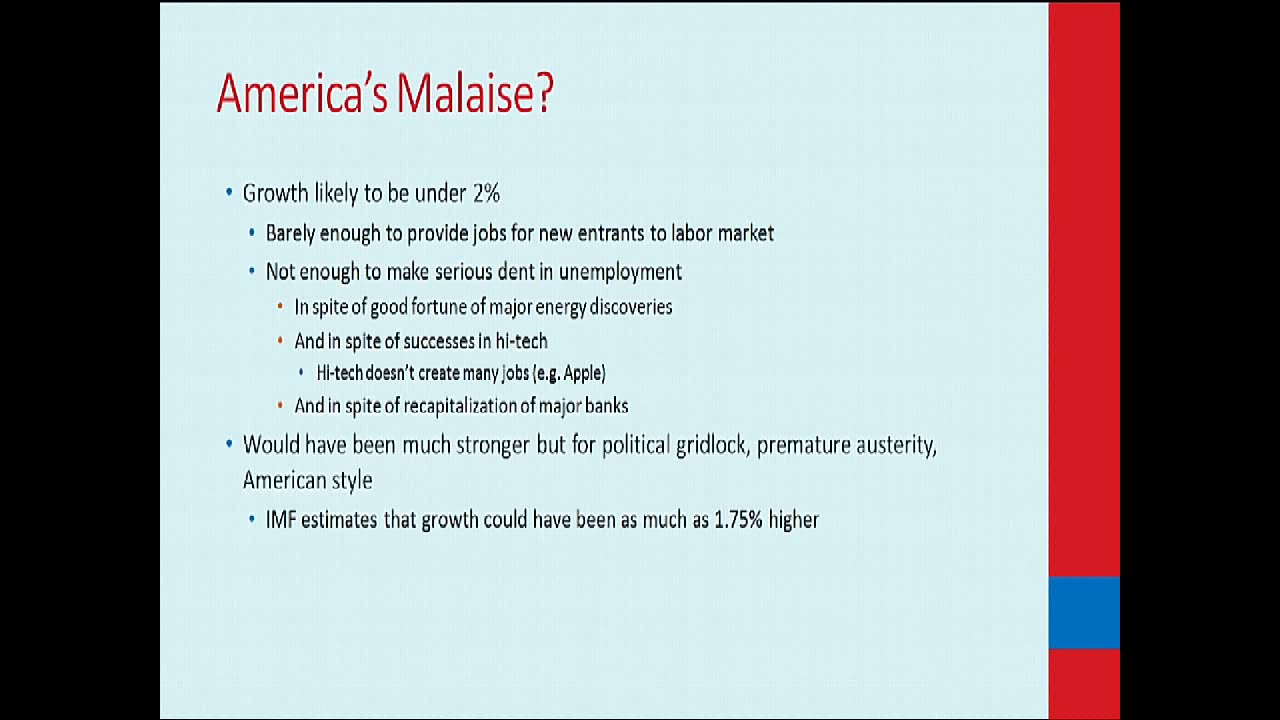 America's Malaise?
• Growth likely to be under 2%
• Barely enough to provide jobs for new entrants to labor market
• Not enough to make serious dent in unemployment
• In spite of good fortune of major energy discoveries
• And in spite of successes in hi-tech
• Hi-tech doesn't create many jobs (e.g. Apple)
• And in spite of recapitalization of major banks
• Would have been much stronger but for political gridlock, premature austerity,
American style
• IMF estimates that growth could have been as much as 1.75% higher